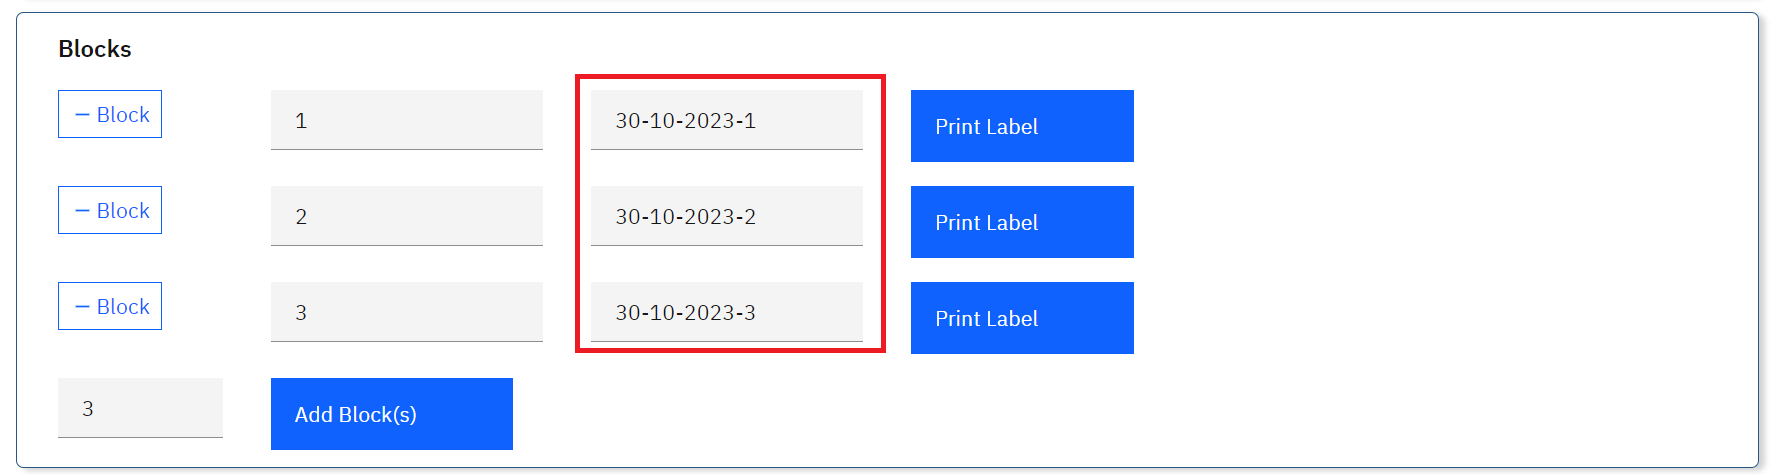 Blocks
− Block 1 30-10-2023-1 Print Label
− Block 2 30-10-2023-2 Print Label
− Block 3 30-10-2023-3 Print Label
3 Add Block(s)